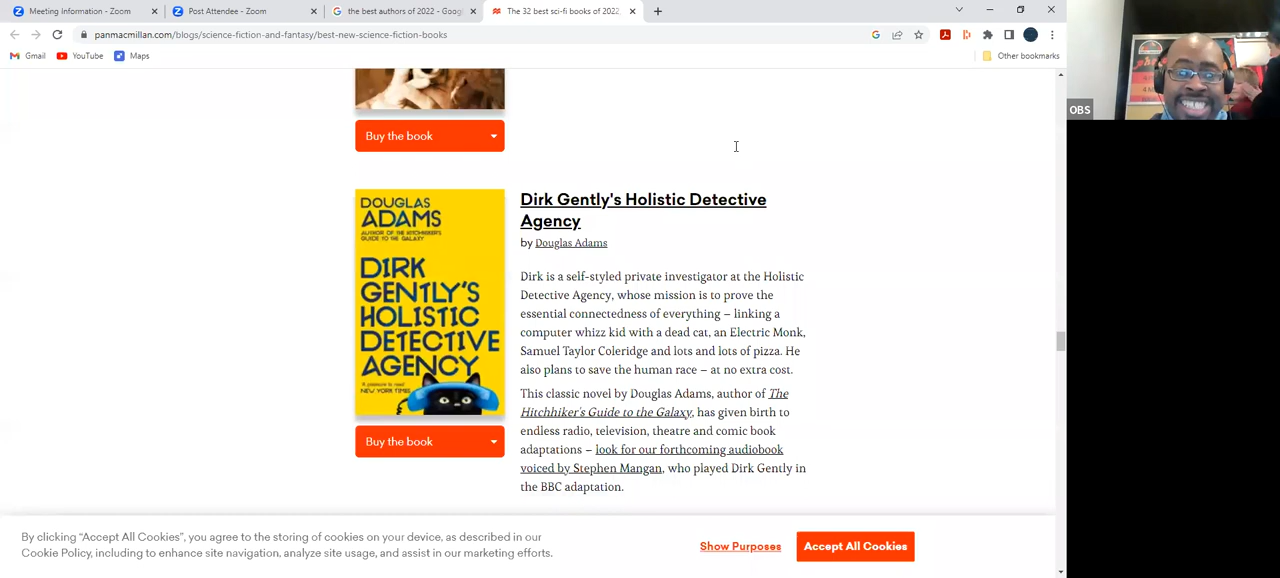 Meeting Information - Zoom
Post Attendee - Zoom
the best authors of 2022 - Goog
The 32 best sci-fi books of 2022
panmacmillan.com/blogs/science-fiction-and-fantasy/best-new-science-fiction-books
Gmail
YouTube
Maps
Other bookmarks
OBS
Buy the book
DOUGLAS
ADAMS
AUTHOR OF THE HITCHHIKER'S
GUIDE TO THE GALAXY
DIRK
GENTLY'S
HOLISTIC
DETECTIVE
AGENCY
A pleasure to read
NEW YORK TIMES
Buy the book
Dirk Gently's Holistic Detective
Agency
by Douglas Adams
Dirk is a self-styled private investigator at the Holistic
Detective Agency, whose mission is to prove the
essential connectedness of everything – linking a
computer whizz kid with a dead cat, an Electric Monk,
Samuel Taylor Coleridge and lots and lots of pizza. He
also plans to save the human race – at no extra cost.
This classic novel by Douglas Adams, author of The
Hitchhiker's Guide to the Galaxy, has given birth to
endless radio, television, theatre and comic book
adaptations – look for our forthcoming audiobook
voiced by Stephen Mangan, who played Dirk Gently in
the BBC adaptation.
By clicking “Accept All Cookies”, you agree to the storing of cookies on your device, as described in our
Cookie Policy, including to enhance site navigation, analyze site usage, and assist in our marketing efforts.
Show Purposes
Accept All Cookies